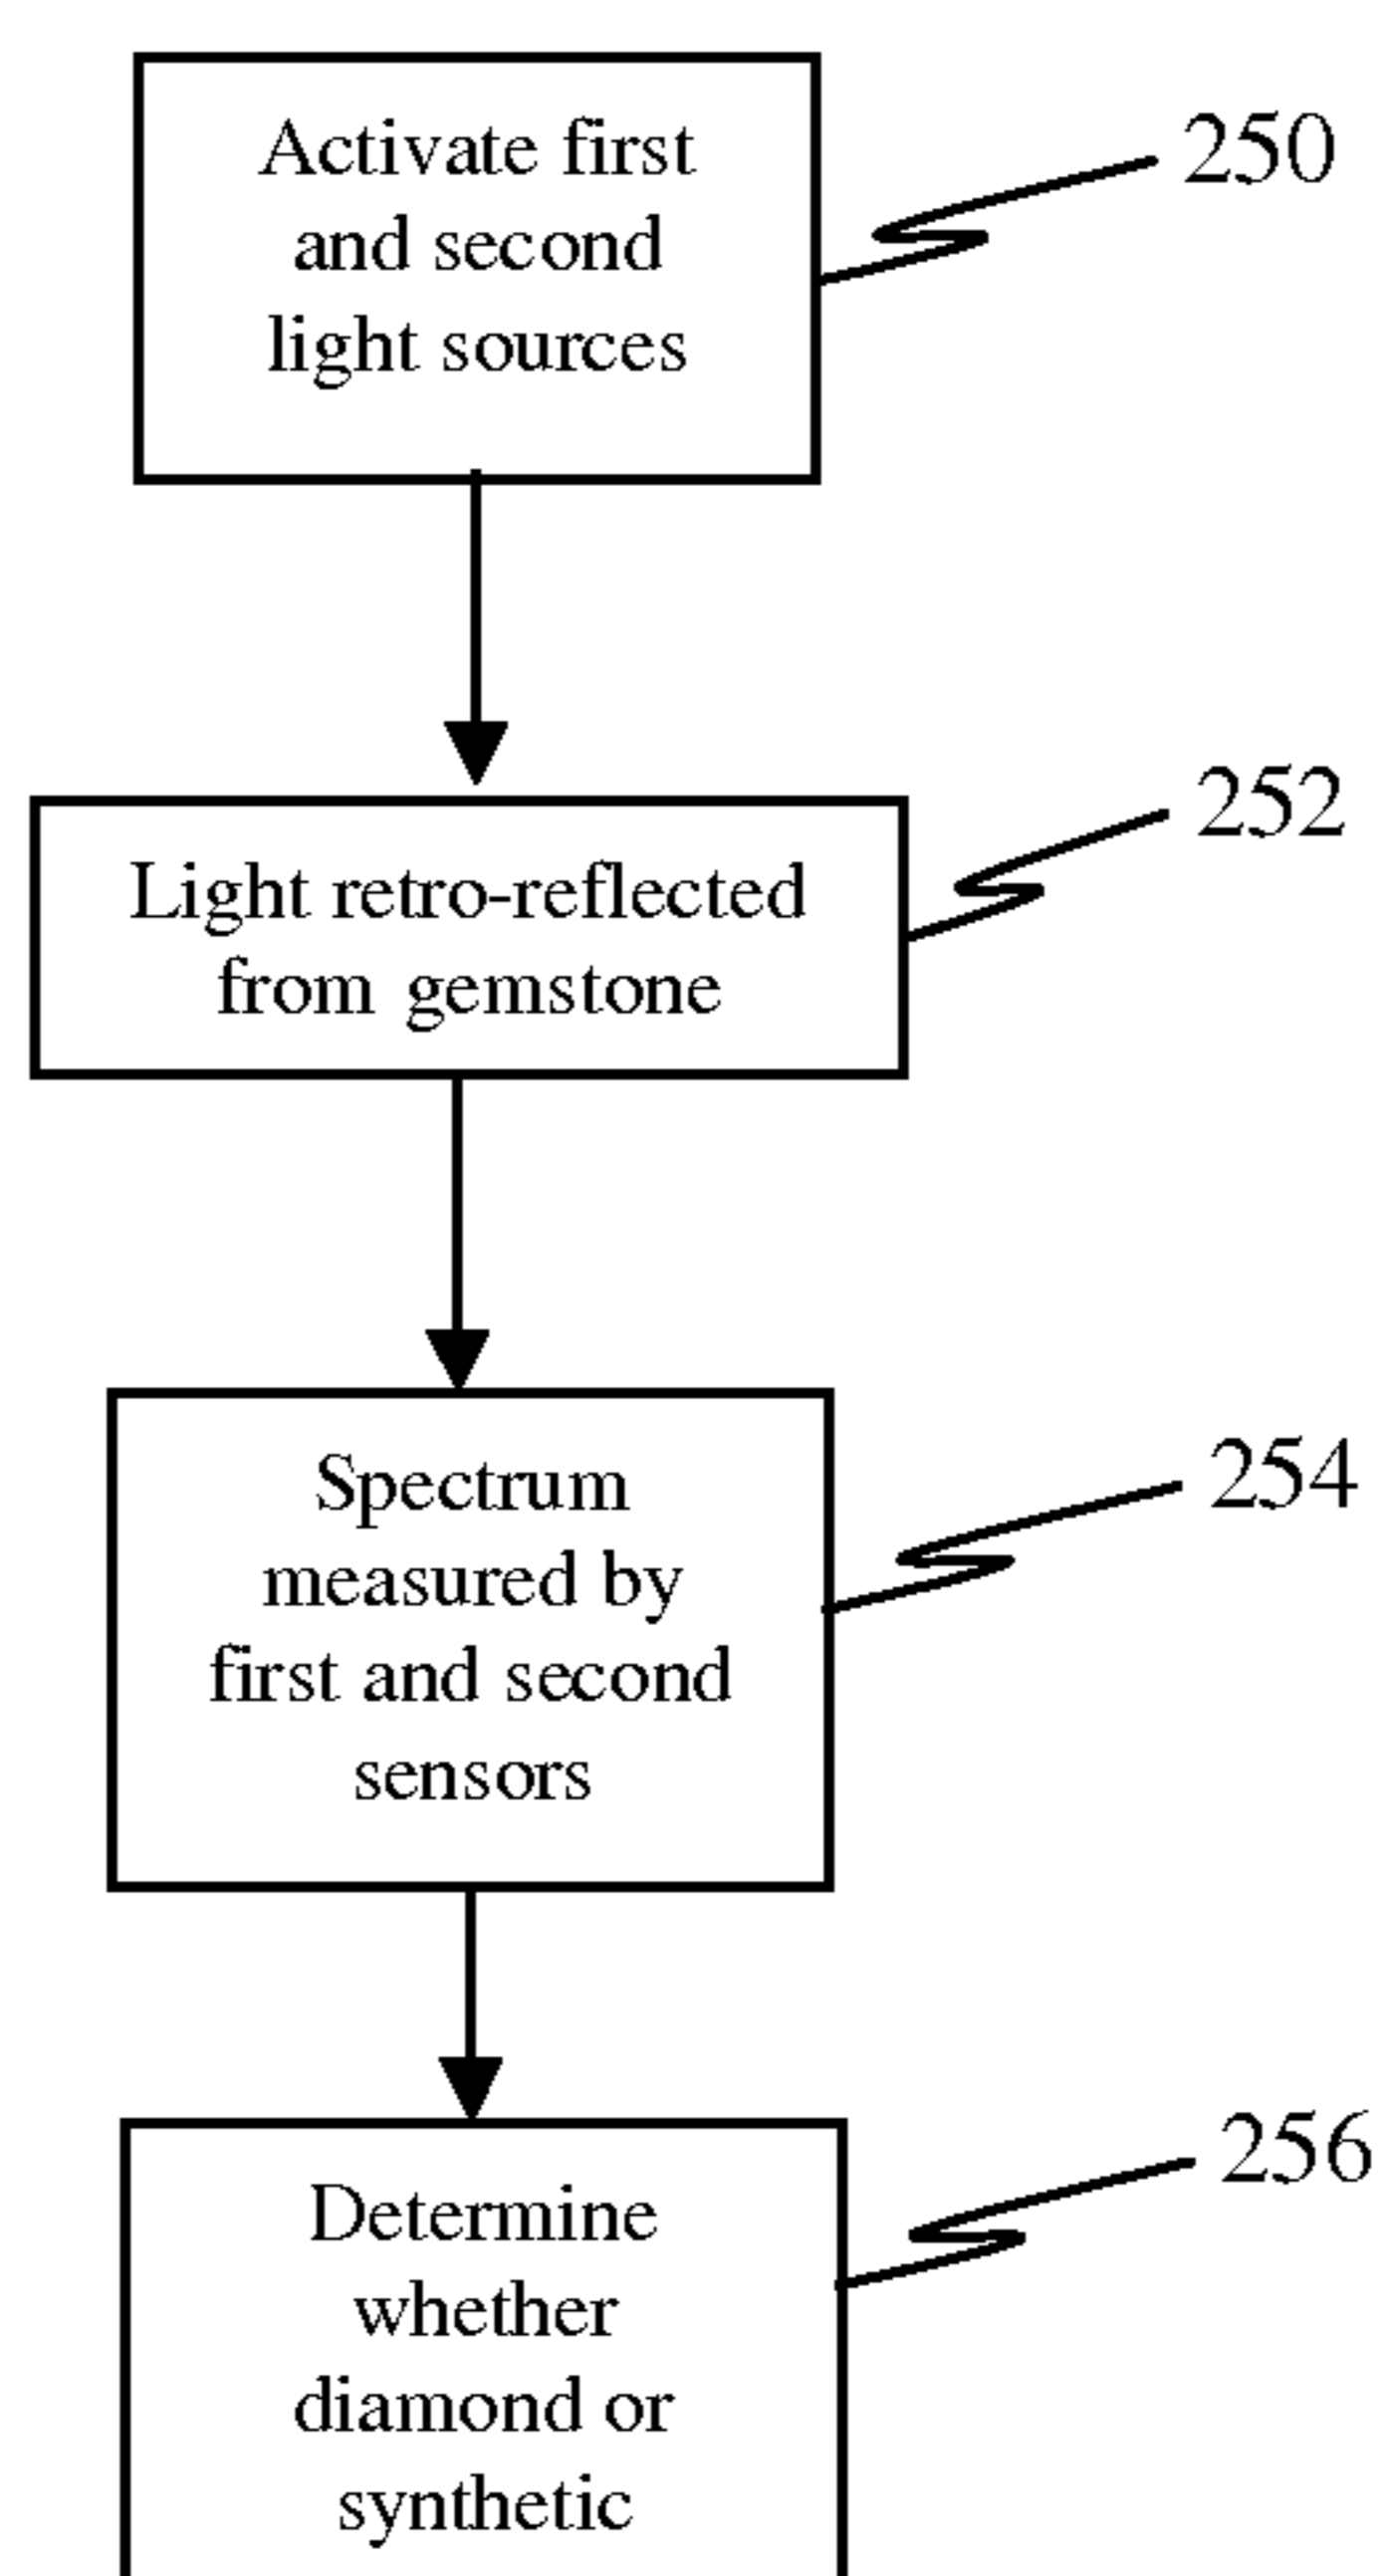 Activate first
and second
light sources
250
Light retro-reflected
from gemstone
252
Spectrum
measured by
first and second
sensors
254
Determine
whether
diamond or
synthetic
256